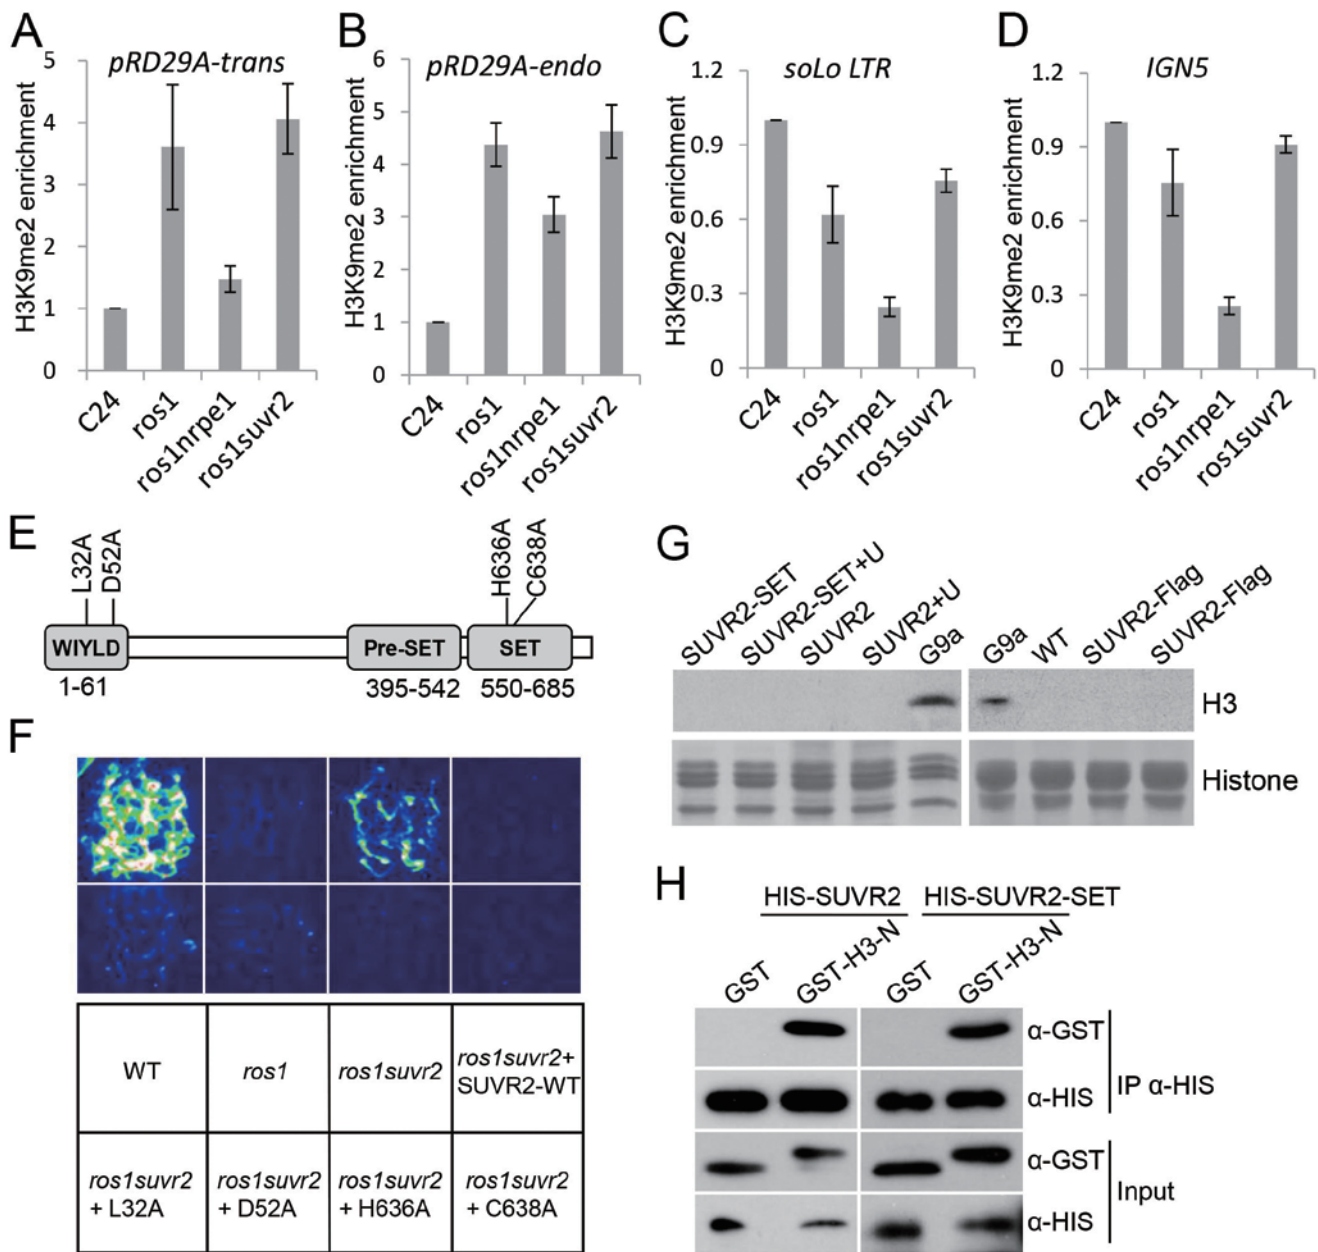 A
pRD29A-trans
H3K9me2 enrichment
5
4
3
2
1
0
C24
ros1
ros1nrpe1
ros1suvr2
B
pRD29A-endo
H3K9me2 enrichment
6
5
4
3
2
1
0
C24
ros1
ros1nrpe1
ros1suvr2
C
soLo LTR
H3K9me2 enrichment
1.2
0.9
0.6
0.3
0
C24
ros1
ros1nrpe1
ros1suvr2
D
IGN5
H3K9me2 enrichment
1.2
0.9
0.6
0.3
0
C24
ros1
ros1nrpe1
ros1suvr2
E
L32A
D52A
H636A
C638A
WIYLD
Pre-SET
SET
1-61
395-542
550-685
F
WT
ros1
ros1suvr2
ros1suvr2+
SUVR2-WT
ros1suvr2
+ L32A
ros1suvr2
+ D52A
ros1suvr2
+ H636A
ros1suvr2
+ C638A
G
SUVR2-SET
SUVR2-SET+U
SUVR2
SUVR2+U
G9a
G9a
WT
SUVR2-Flag
SUVR2-Flag
H3
Histone
H
HIS-SUVR2
HIS-SUVR2-SET
GST
GST-H3-N
GST
GST-H3-N
α-GST
α-HIS
IP α-HIS
α-GST
α-HIS
Input